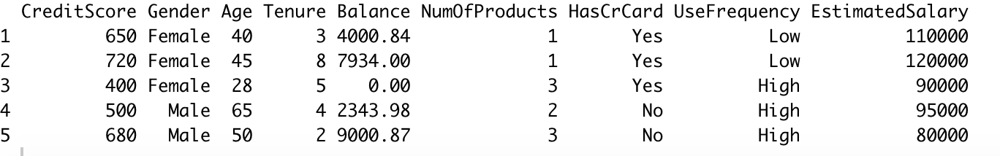 CreditScore Gender Age Tenure Balance NumOfProducts HasCrCard UseFrequency EstimatedSalary
1 650 Female 40 3 4000.84 1 Yes Low 110000
2 720 Female 45 8 7934.00 1 Yes Low 120000
3 400 Female 28 5 0.00 3 Yes High 90000
4 500 Male 65 4 2343.98 2 No High 95000
5 680 Male 50 2 9000.87 3 No High 80000